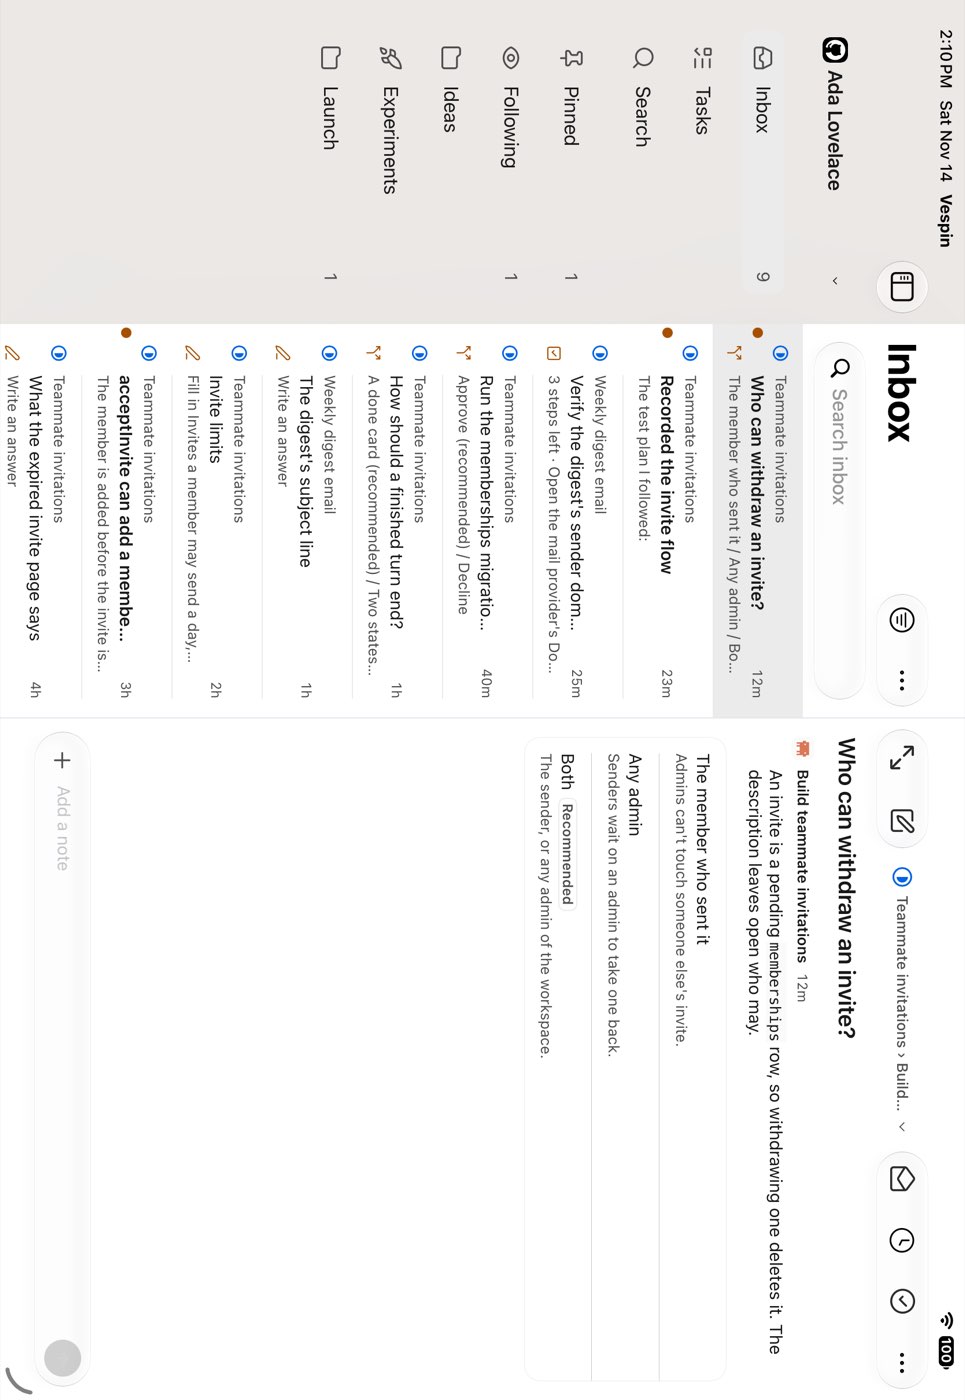 2:10 PM Sat Nov 14 Vespin
100
Ada Lovelace
Inbox 9
Tasks
Search
Pinned 1
Following 1
Ideas
Experiments
Launch 1
Inbox
Search inbox
Teammate invitations
Who can withdraw an invite? 12m
The member who sent it / Any admin / Bo...
Teammate invitations
Recorded the invite flow 23m
The test plan I followed:
Weekly digest email
Verify the digest's sender dom... 25m
3 steps left · Open the mail provider's Do...
Teammate invitations
Run the memberships migratio... 40m
Approve (recommended) / Decline
Teammate invitations
How should a finished turn end? 1h
A done card (recommended) / Two states...
Weekly digest email
The digest's subject line 1h
Write an answer
Teammate invitations
Invite limits 2h
Fill in Invites a member may send a day,...
Teammate invitations
acceptInvite can add a membe... 3h
The member is added before the invite is...
Teammate invitations
What the expired invite page says 4h
Write an answer
Teammate invitations › Build...
Who can withdraw an invite?
Build teammate invitations 12m
An invite is a pending memberships row, so withdrawing one deletes it. The
description leaves open who may.
The member who sent it
Admins can't touch someone else's invite.
Any admin
Senders wait on an admin to take one back.
Both Recommended
The sender, or any admin of the workspace.
Add a note